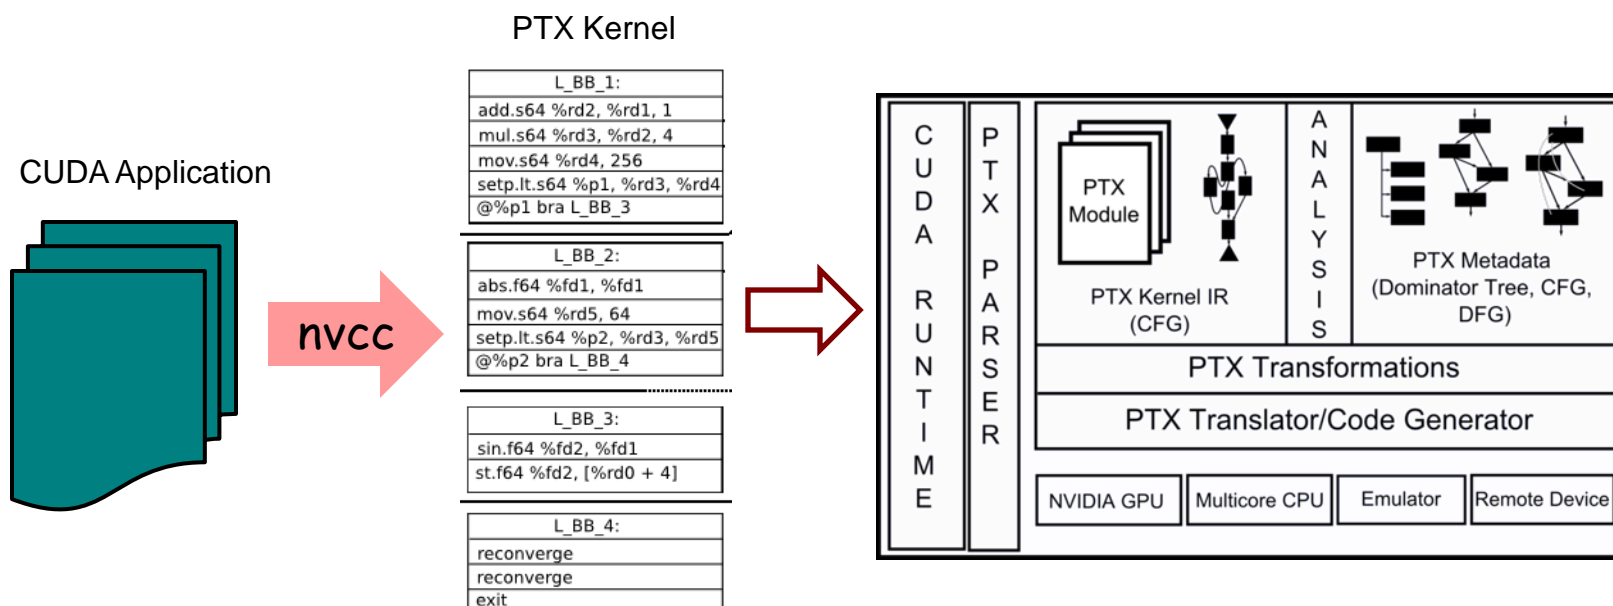 PTX Kernel
CUDA Application
nvcc
L_BB_1:
add.s64 %rd2, %rd1, 1
mul.s64 %rd3, %rd2, 4
mov.s64 %rd4, 256
setp.lt.s64 %p1, %rd3, %rd4
@%p1 bra L_BB_3
L_BB_2:
abs.f64 %fd1, %fd1
mov.s64 %rd5, 64
setp.lt.s64 %p2, %rd3, %rd5
@%p2 bra L_BB_4
L_BB_3:
sin.f64 %fd2, %fd1
st.f64 %fd2, [%rd0 + 4]
L_BB_4:
reconverge
reconverge
exit
CUDA RUNTIME
PTX PARSER
PTX
Module
PTX Kernel IR
(CFG)
ANALYSIS
PTX Metadata
(Dominator Tree, CFG,
DFG)
PTX Transformations
PTX Translator/Code Generator
NVIDIA GPU
Multicore CPU
Emulator
Remote Device